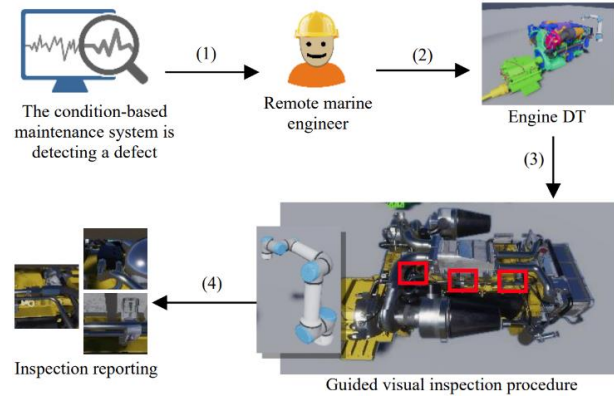 (1)
(2)
The condition-based
maintenance system is
detecting a defect
Remote marine
engineer
Engine DT
(3)
(4)
Inspection reporting
Guided visual inspection procedure